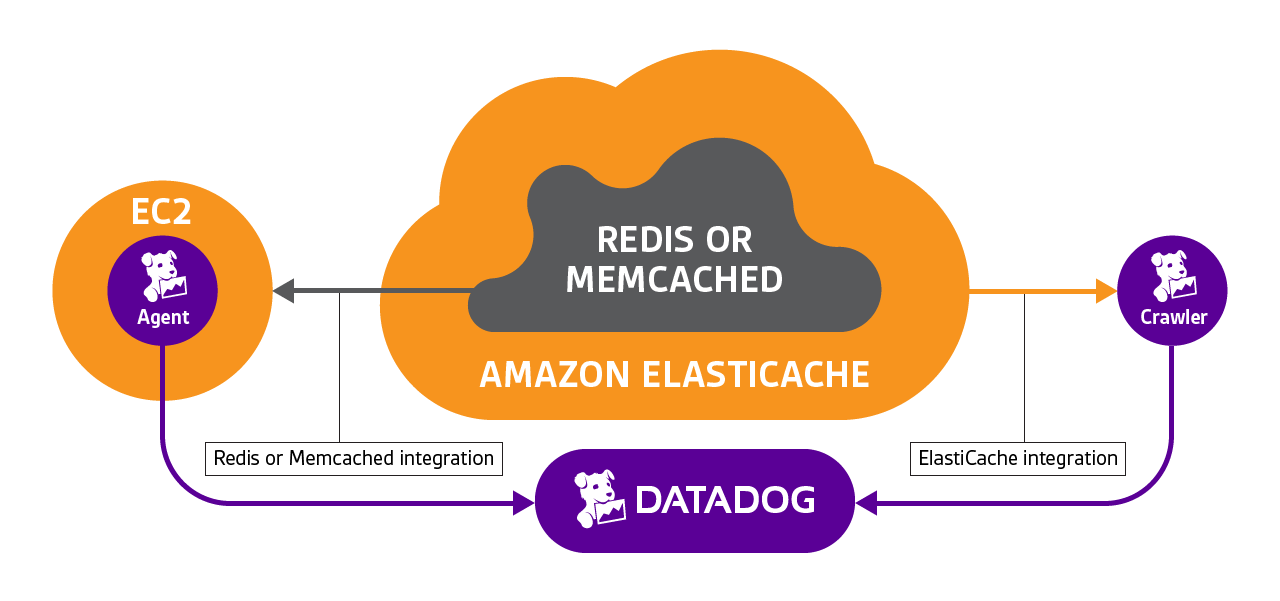 EC2
Agent
REDIS OR
MEMCACHED
AMAZON ELASTICACHE
Crawler
Redis or Memcached integration
ElastiCache integration
DATADOG